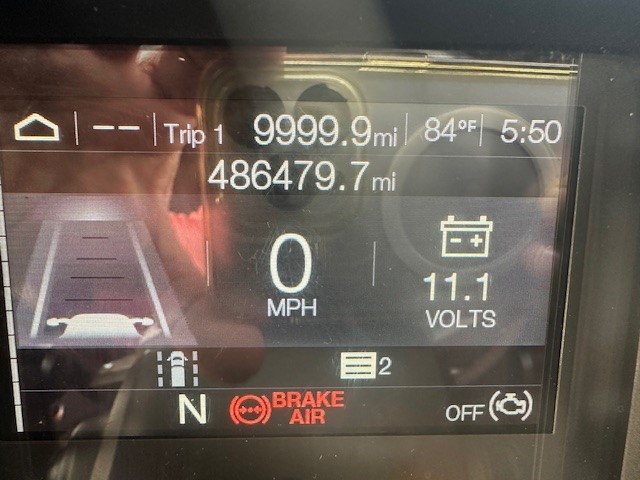 -- Trip 1 9999.9mi 84°F 5:50
486479.7mi
0
MPH
11.1
VOLTS
2
N BRAKE AIR OFF